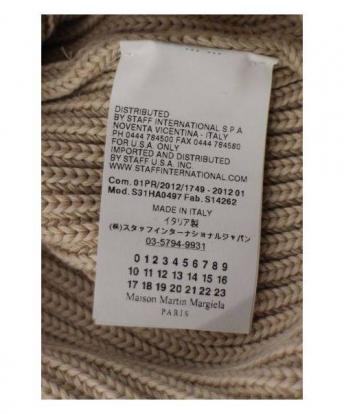 DISTRIBUTED
BY STAFF INTERNATIONAL S.P.A
NOVENTA VICENTINA - ITALY
PH 0444 784500 FAX 0444 784580
FOR U.S.A. ONLY
IMPORTED AND DISTRIBUTED
BY STAFF U.S.A. INC.
WWW.STAFFINTERNATIONAL.COM
Com. 01PR/2012/1749 - 2012 01
Mod. S31HA0497 Fab. S14262
MADE IN ITALY
イタリア製
(株)スタッフインターナショナルジャパン
03-5794-9931
0 1 2 3 4 5 6 7 8 9
10 11 12 13 14 15 16
17 18 19 20 21 22 23
Maison Martin Margiela
PARIS